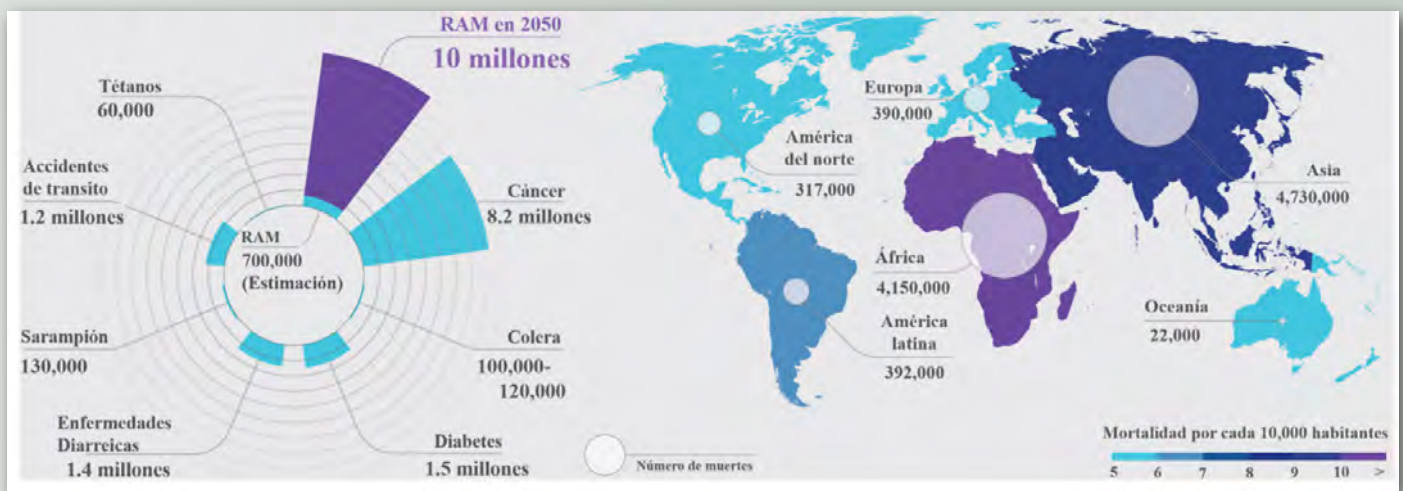 RAM en 2050
10 millones
Tétanos
60,000
Accidentes
de transito
1.2 millones
Càncer
8.2 millones
RAM
700,000
(Estimación)
Sarampión
130,000
Colera
100,000-
120,000
Enfermedades
Diarreicas
1.4 millones
Diabetes
1.5 millones
Número de muertes
Europa
390,000
América
del norte
317,000
Asia
4,730,000
África
4,150,000
América
latina
392,000
Oceanía
22,000
Mortalidad por cada 10,000 habitantes
5 6 7 8 9 10 >